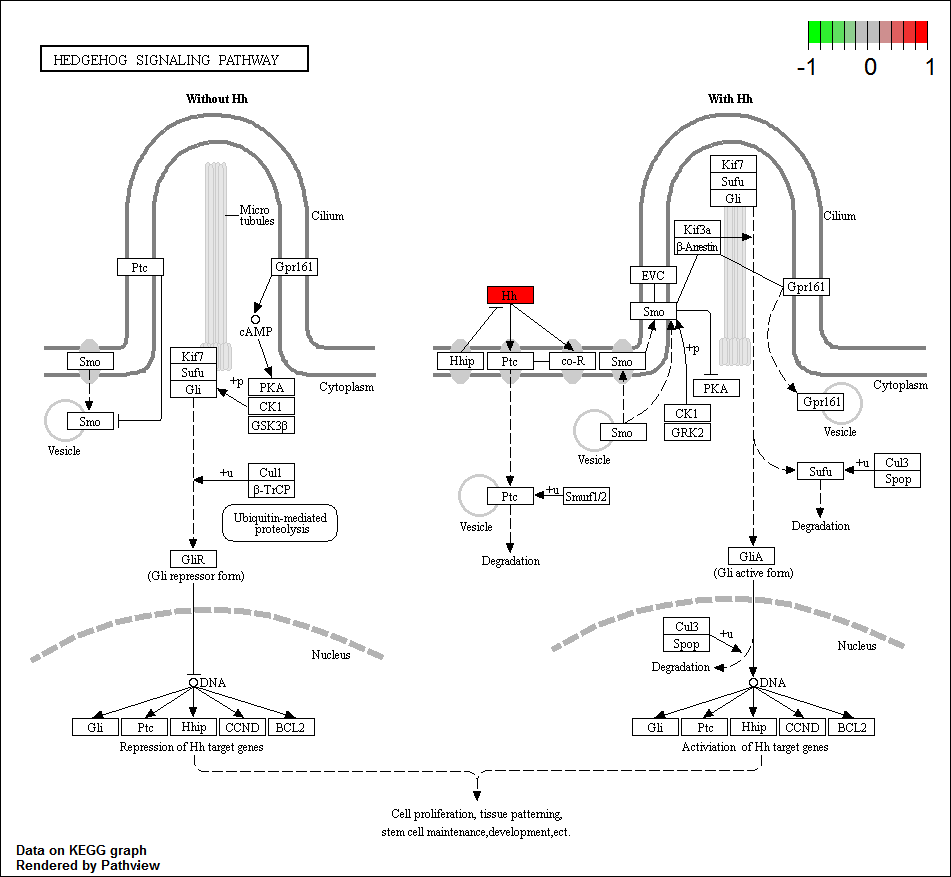 -1 0 1
HEDGEHOG SIGNALING PATHWAY
Without Hh
Micro
tubules
Cilium
Ptc
Gpr161
cAMP
Smo
Kif7
Sufu
Gli
+p
PKA
CK1
GSK3β
Cytoplasm
Smo
Vesicle
+u
Cul1
β-TrCP
Ubiquitin-mediated
proteolysis
GliR
(Gli repressor form)
Nucleus
DNA
Gli Ptc Hhip CCND BCL2
Repression of Hh target genes
With Hh
Kif7
Sufu
Gli
Cilium
Kif3a
β-Arrestin
EVC
Gpr161
Hh
Smo
Hhip Ptc co-R Smo
+p
PKA
Cytoplasm
CK1
GRK2
Gpr161
Vesicle
Smo
Vesicle
Sufu
+u
Cul3
Spop
Degradation
Ptc
+u
Smurf1/2
Vesicle
Degradation
GliA
(Gli active form)
Cul3
Spop
+u
Degradation
Nucleus
DNA
Gli Ptc Hhip CCND BCL2
Activiation of Hh target genes
Cell proliferation, tissue patterning,
stem cell maintenance,development,ect.
Data on KEGG graph
Rendered by Pathview